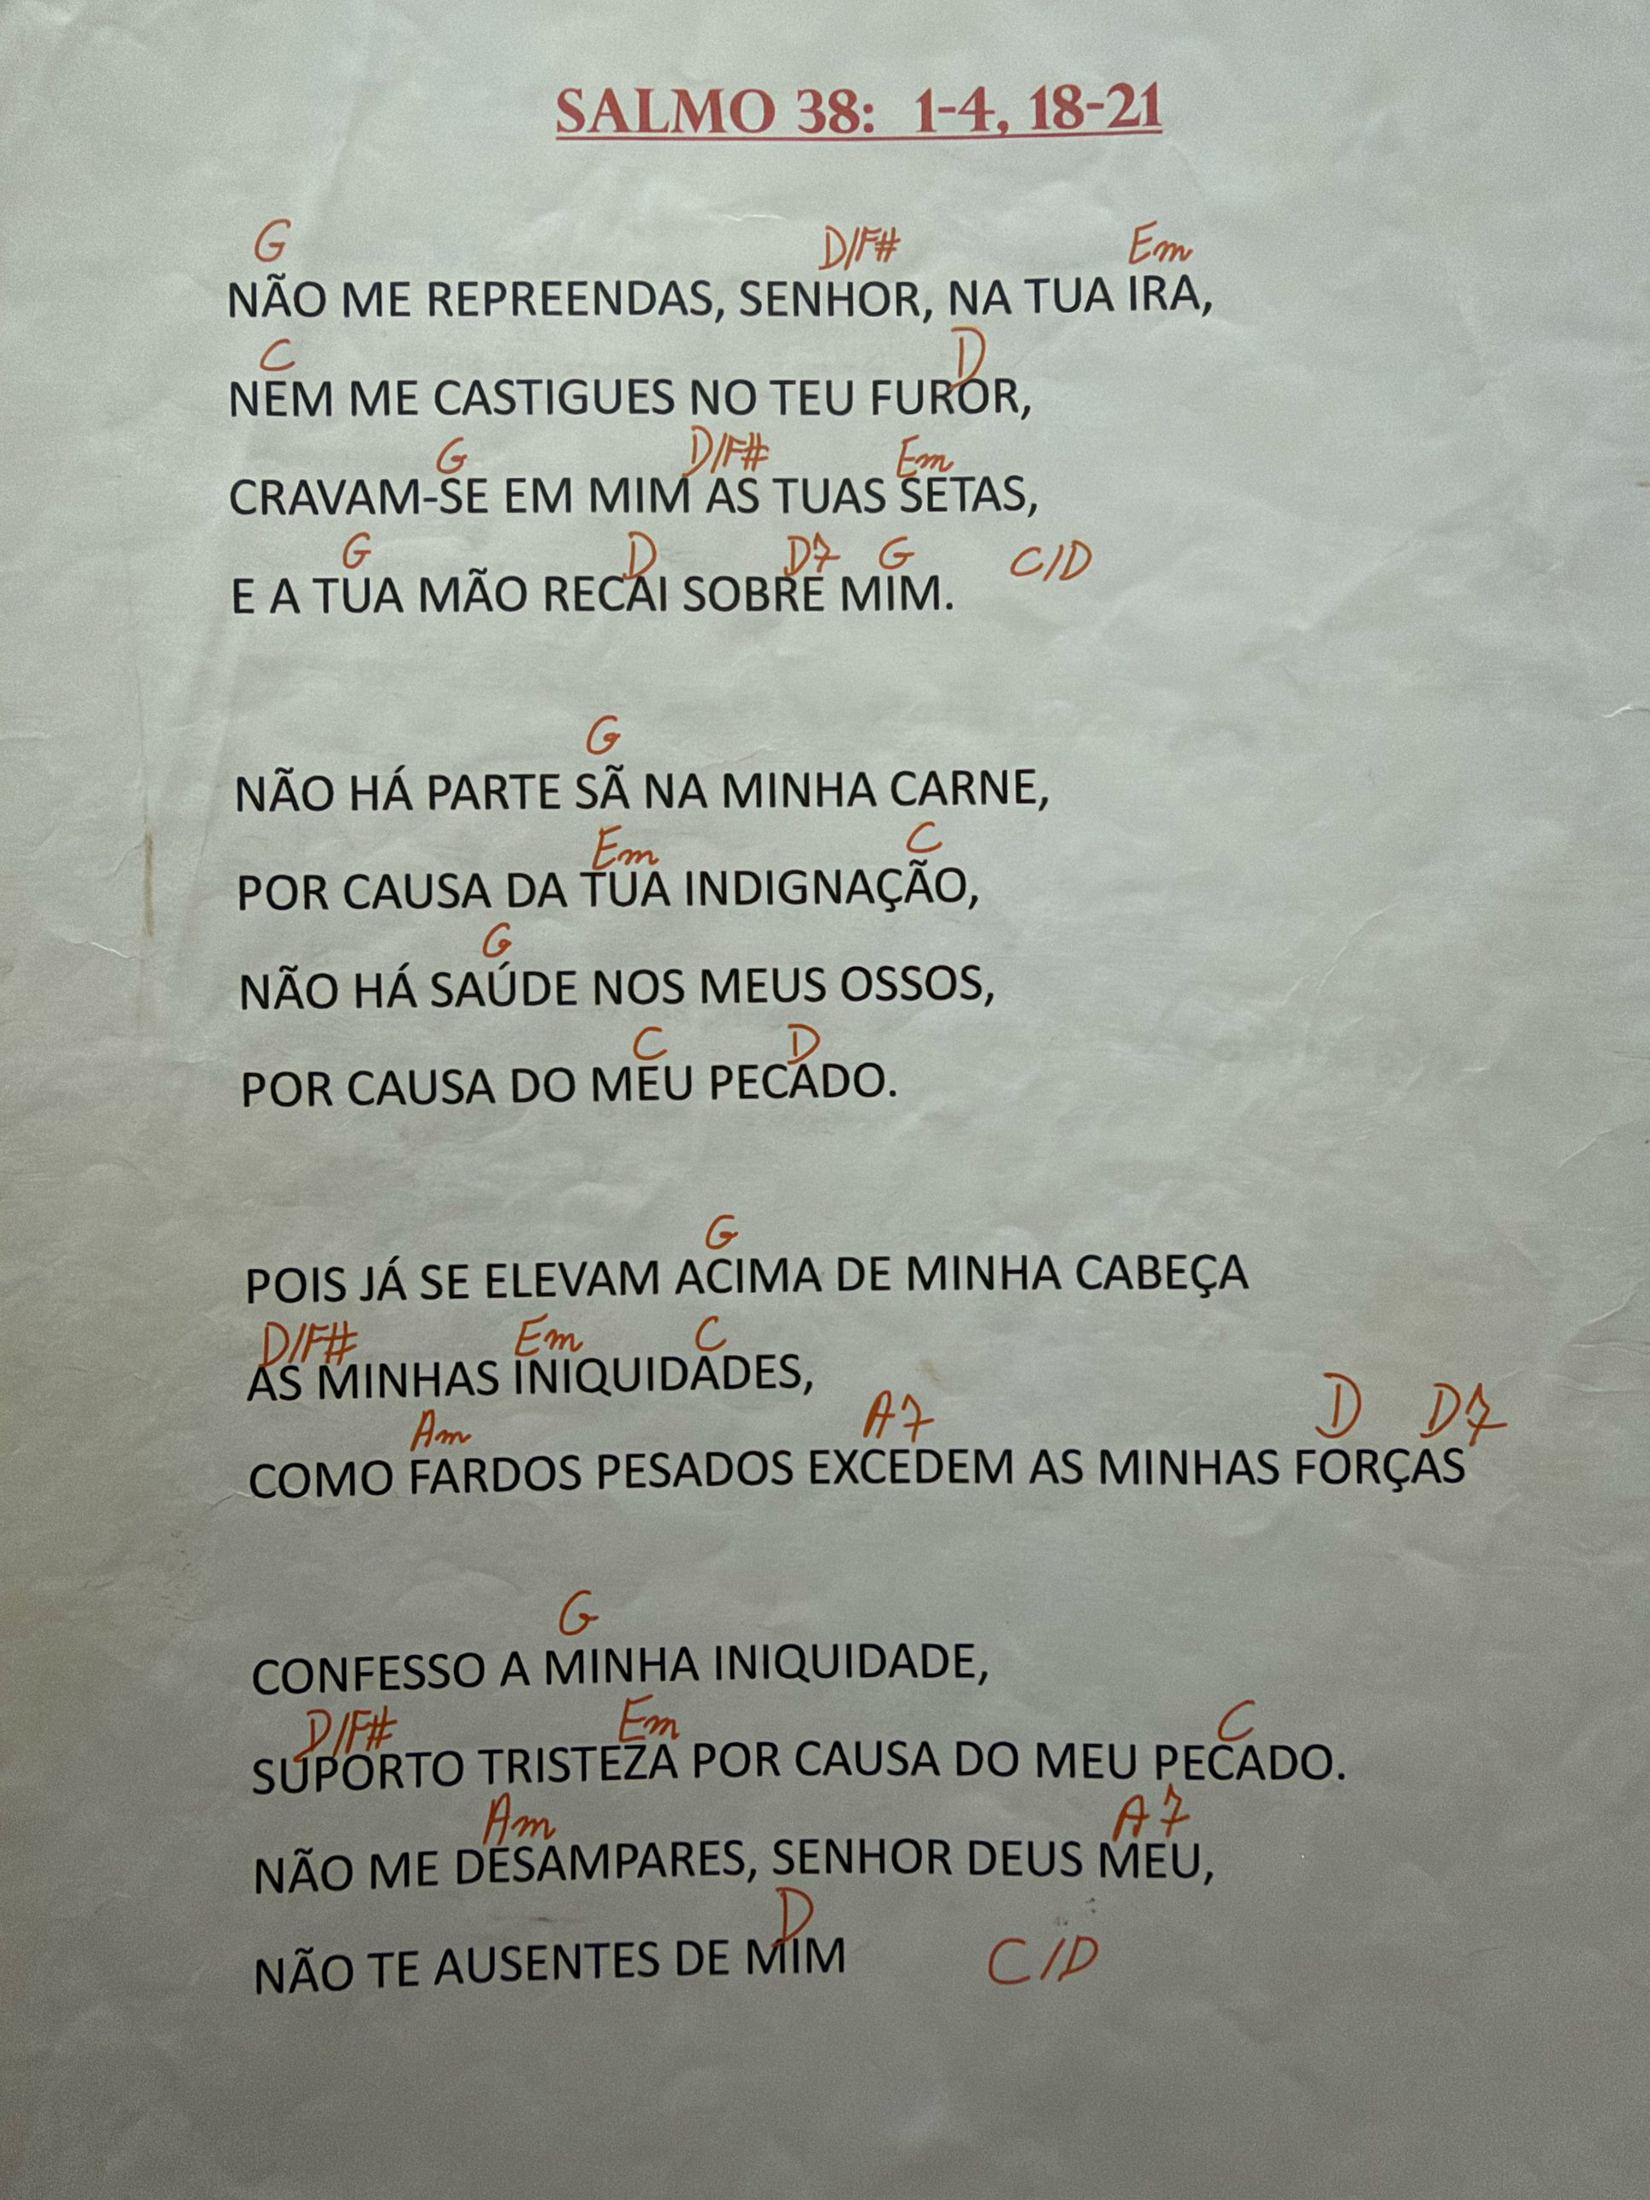 SALMO 38: 1-4, 18-21
G D/F# Em
NÃO ME REPREENDAS, SENHOR, NA TUA IRA,
C D
NEM ME CASTIGUES NO TEU FUROR,
G D/F# Em
CRAVAM-SE EM MIM AS TUAS SETAS,
G D D7 G C/D
E A TUA MÃO RECAI SOBRE MIM.
G
NÃO HÁ PARTE SÃ NA MINHA CARNE,
Em C
POR CAUSA DA TUA INDIGNAÇÃO,
G
NÃO HÁ SAÚDE NOS MEUS OSSOS,
C D
POR CAUSA DO MEU PECADO.
G
POIS JÁ SE ELEVAM ACIMA DE MINHA CABEÇA
D/F# Em C
AS MINHAS INIQUIDADES,
Am A7 D D7
COMO FARDOS PESADOS EXCEDEM AS MINHAS FORÇAS
G
CONFESSO A MINHA INIQUIDADE,
D/F# Em C
SUPORTO TRISTEZA POR CAUSA DO MEU PECADO.
Am A7
NÃO ME DESAMPARES, SENHOR DEUS MEU,
D C/D
NÃO TE AUSENTES DE MIM